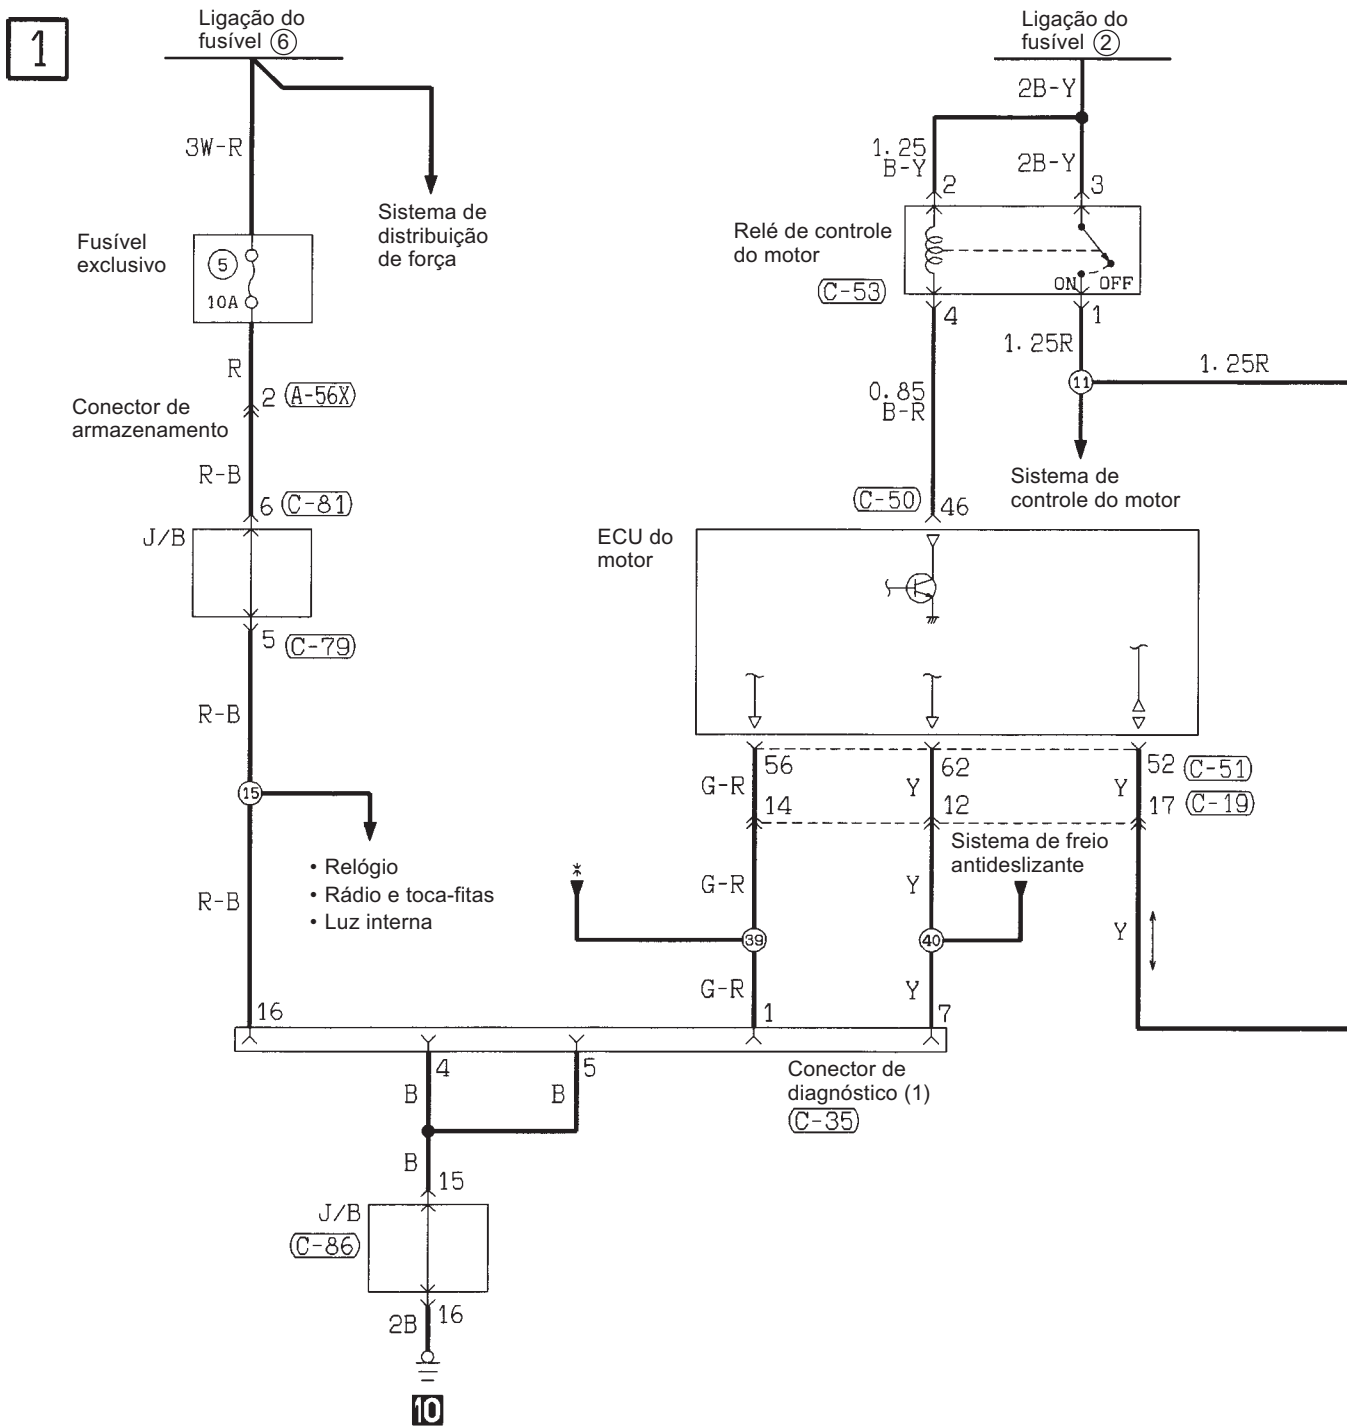 1
Ligação do
fusível ⑥
Ligação do
fusível ②
2B-Y
3W-R
1.25
B-Y
2B-Y
2
3
Sistema de
distribuição
de força
Fusível
exclusivo
⑤
10A
Relé de controle
do motor
C-53
ON OFF
4
1
R
1.25R
1.25R
2
A-56X
11
Conector de
armazenamento
0.85
B-R
R-B
Sistema de
controle do motor
6
C-81
C-50
46
J/B
ECU do
motor
5
C-79
R-B
56
62
52
C-51
G-R
Y
Y
15
14
12
17
C-19
Sistema de freio
antideslizante
*
• Relógio
• Rádio e toca-fitas
• Luz interna
R-B
G-R
Y
Y
39
40
G-R
Y
16
1
7
4
5
Conector de
diagnóstico (1)
C-35
B
B
B
15
J/B
C-86
16
2B
10